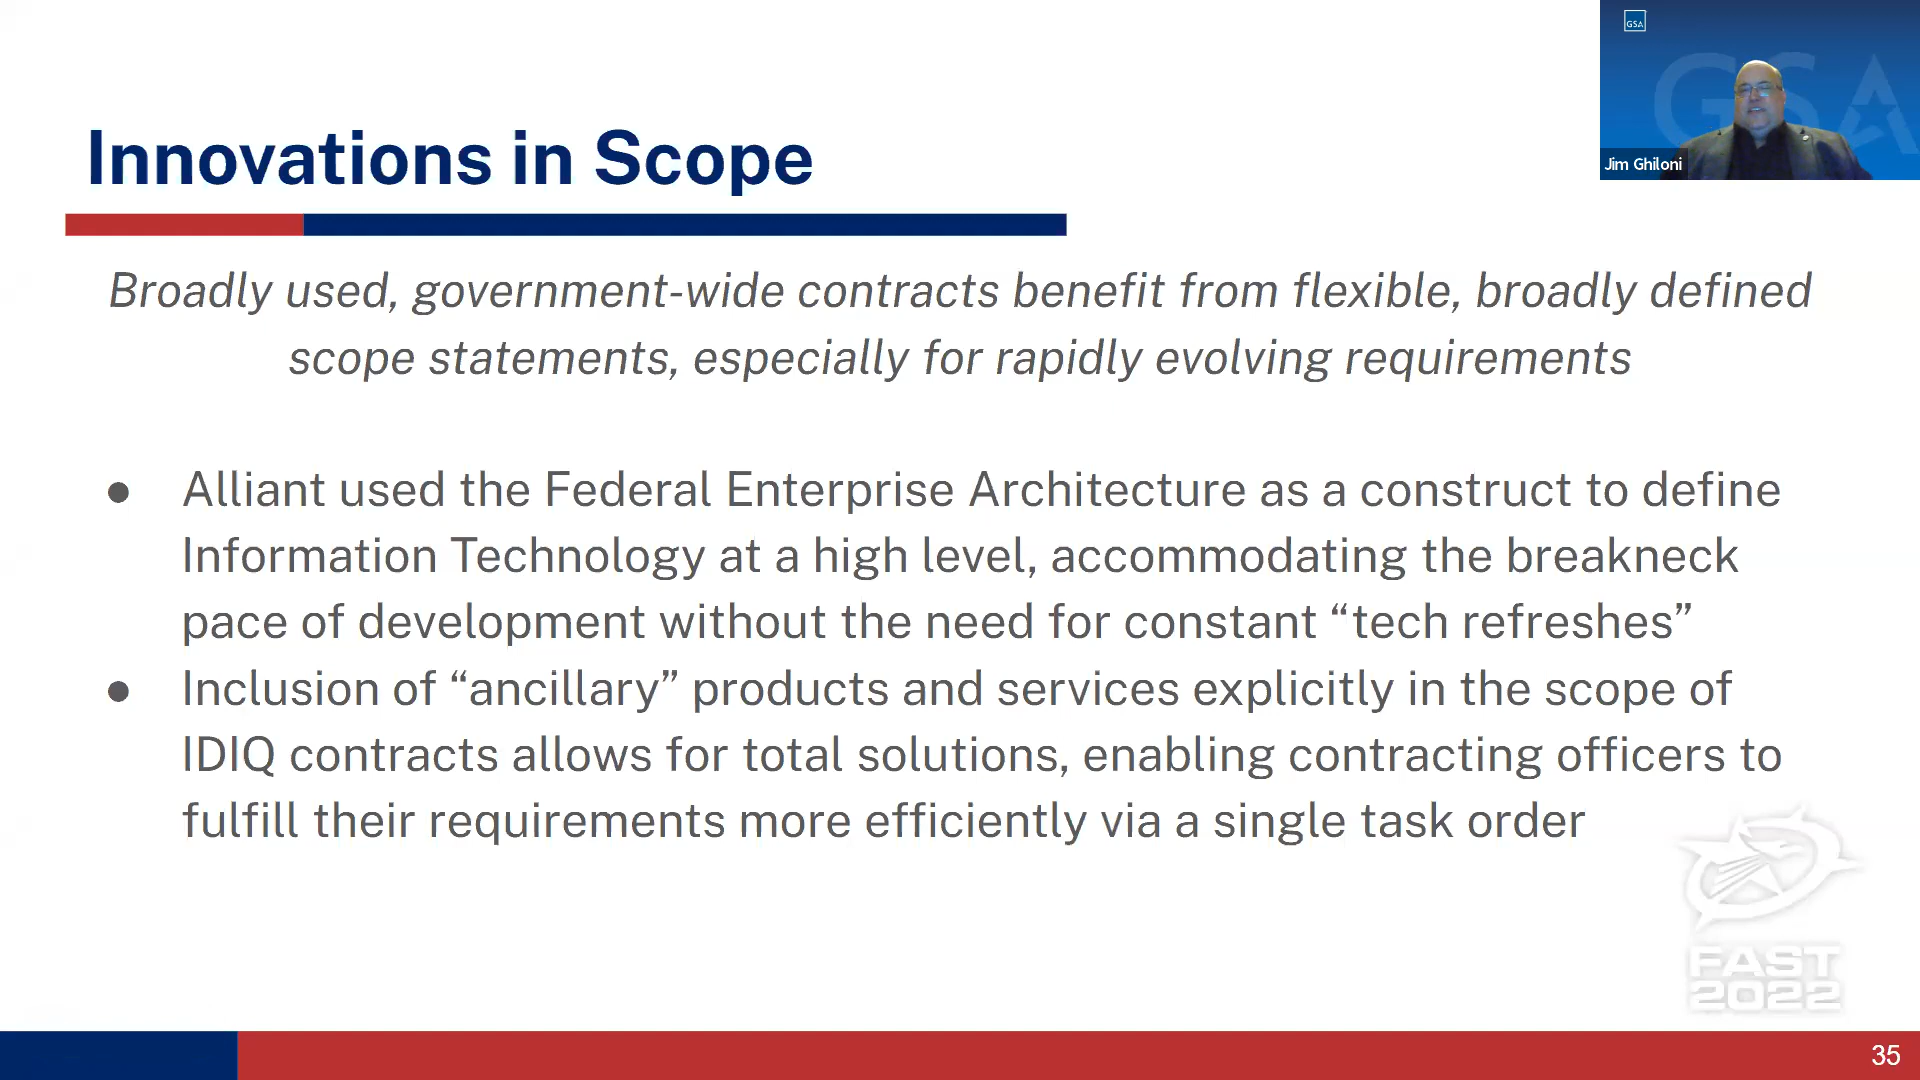 GSA
GSA
Jim Ghiloni
Innovations in Scope
Broadly used, government-wide contracts benefit from flexible, broadly defined
scope statements, especially for rapidly evolving requirements
● Alliant used the Federal Enterprise Architecture as a construct to define
Information Technology at a high level, accommodating the breakneck
pace of development without the need for constant “tech refreshes”
● Inclusion of “ancillary” products and services explicitly in the scope of
IDIQ contracts allows for total solutions, enabling contracting officers to
fulfill their requirements more efficiently via a single task order
FAST
2022
35